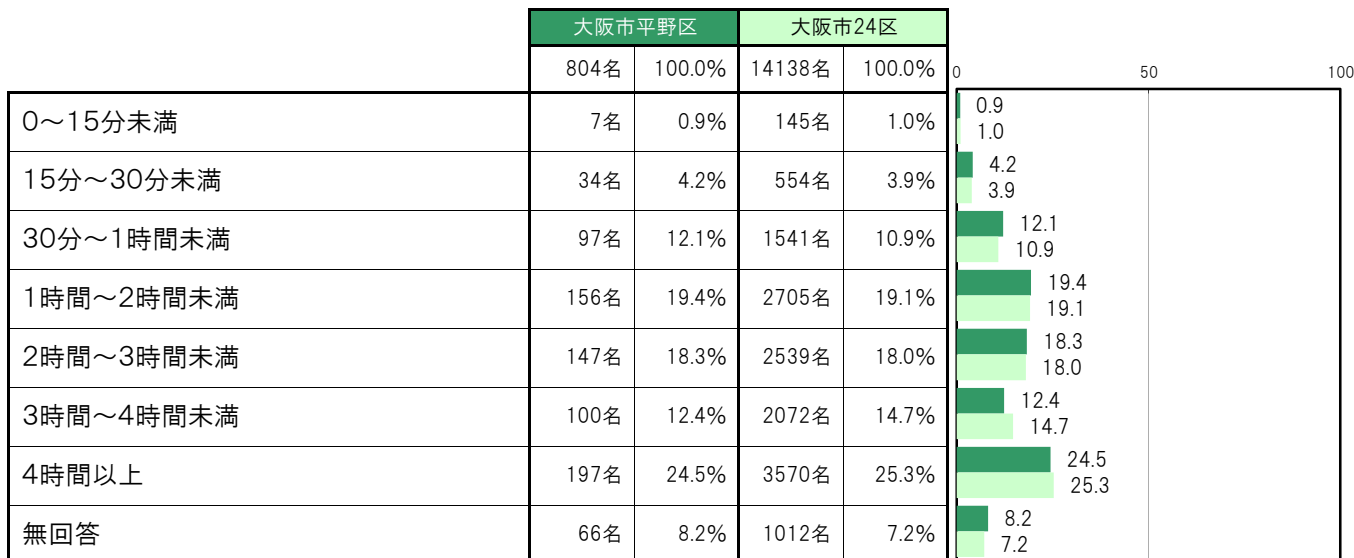 大阪市平野区 大阪市24区
804名 100.0% 14138名 100.0% 0 50 100
0～15分未満 7名 0.9% 145名 1.0% 0.9
1.0
15分～30分未満 34名 4.2% 554名 3.9% 4.2
3.9
30分～1時間未満 97名 12.1% 1541名 10.9% 12.1
10.9
1時間～2時間未満 156名 19.4% 2705名 19.1% 19.4
19.1
2時間～3時間未満 147名 18.3% 2539名 18.0% 18.3
18.0
3時間～4時間未満 100名 12.4% 2072名 14.7% 12.4
14.7
4時間以上 197名 24.5% 3570名 25.3% 24.5
25.3
無回答 66名 8.2% 1012名 7.2% 8.2
7.2